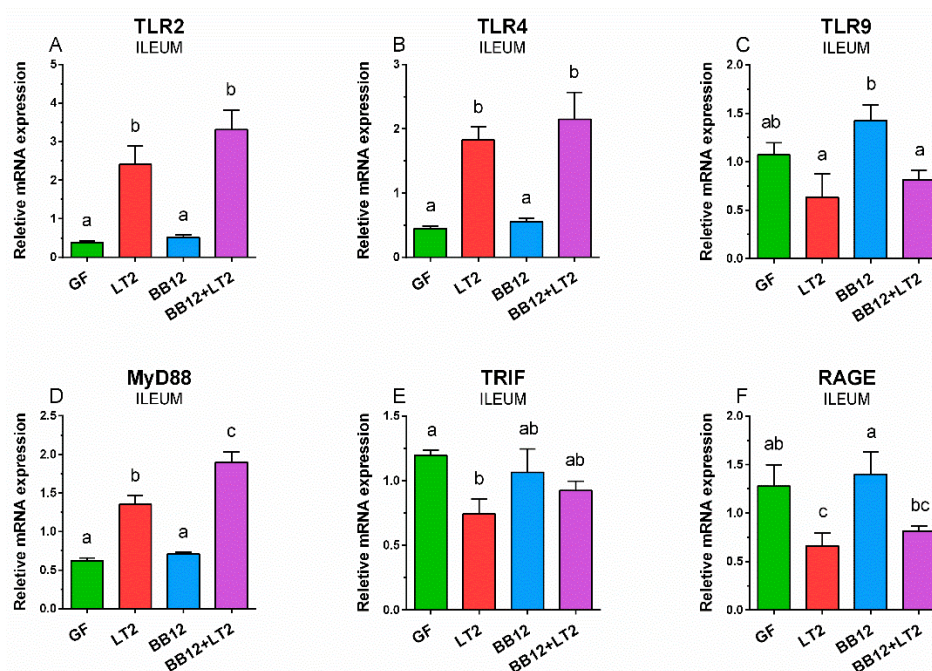 A
TLR2
ILEUM
Reletive mRNA expression
5
4
3
2
1
0
a
b
a
b
GF
LT2
BB12
BB12+LT2
B
TLR4
ILEUM
Reletive mRNA expression
3
2
1
0
a
b
a
b
GF
LT2
BB12
BB12+LT2
C
TLR9
ILEUM
Reletive mRNA expression
2.0
1.5
1.0
0.5
0.0
ab
a
b
a
GF
LT2
BB12
BB12+LT2
D
MyD88
ILEUM
Relative mRNA expression
2.5
2.0
1.5
1.0
0.5
0.0
a
b
a
c
GF
LT2
BB12
BB12+LT2
E
TRIF
ILEUM
Relative mRNA expression
1.5
1.0
0.5
0.0
a
b
ab
ab
GF
LT2
BB12
BB12+LT2
F
RAGE
ILEUM
Relative mRNA expression
2.0
1.5
1.0
0.5
0.0
ab
c
a
bc
GF
LT2
BB12
BB12+LT2